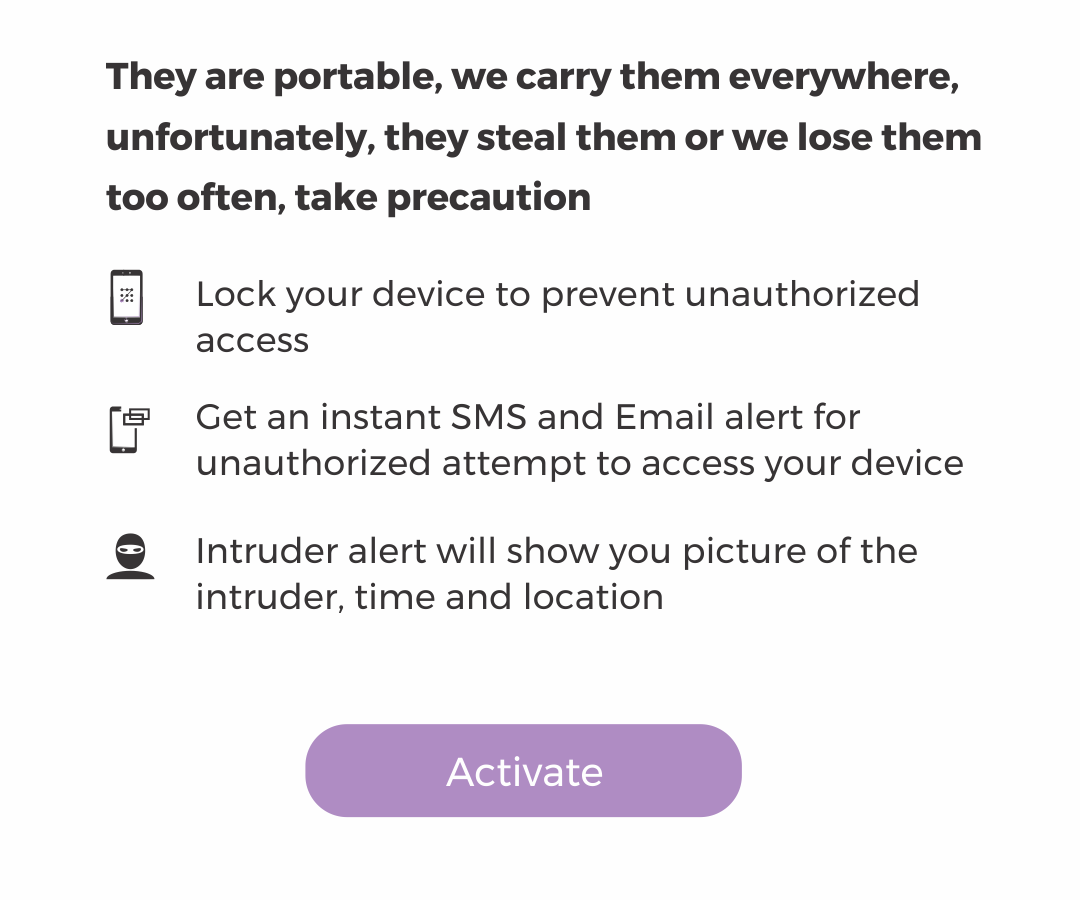 They are portable, we carry them everywhere,
unfortunately, they steal them or we lose them
too often, take precaution
Lock your device to prevent unauthorized
access
Get an instant SMS and Email alert for
unauthorized attempt to access your device
Intruder alert will show you picture of the
intruder, time and location
Activate